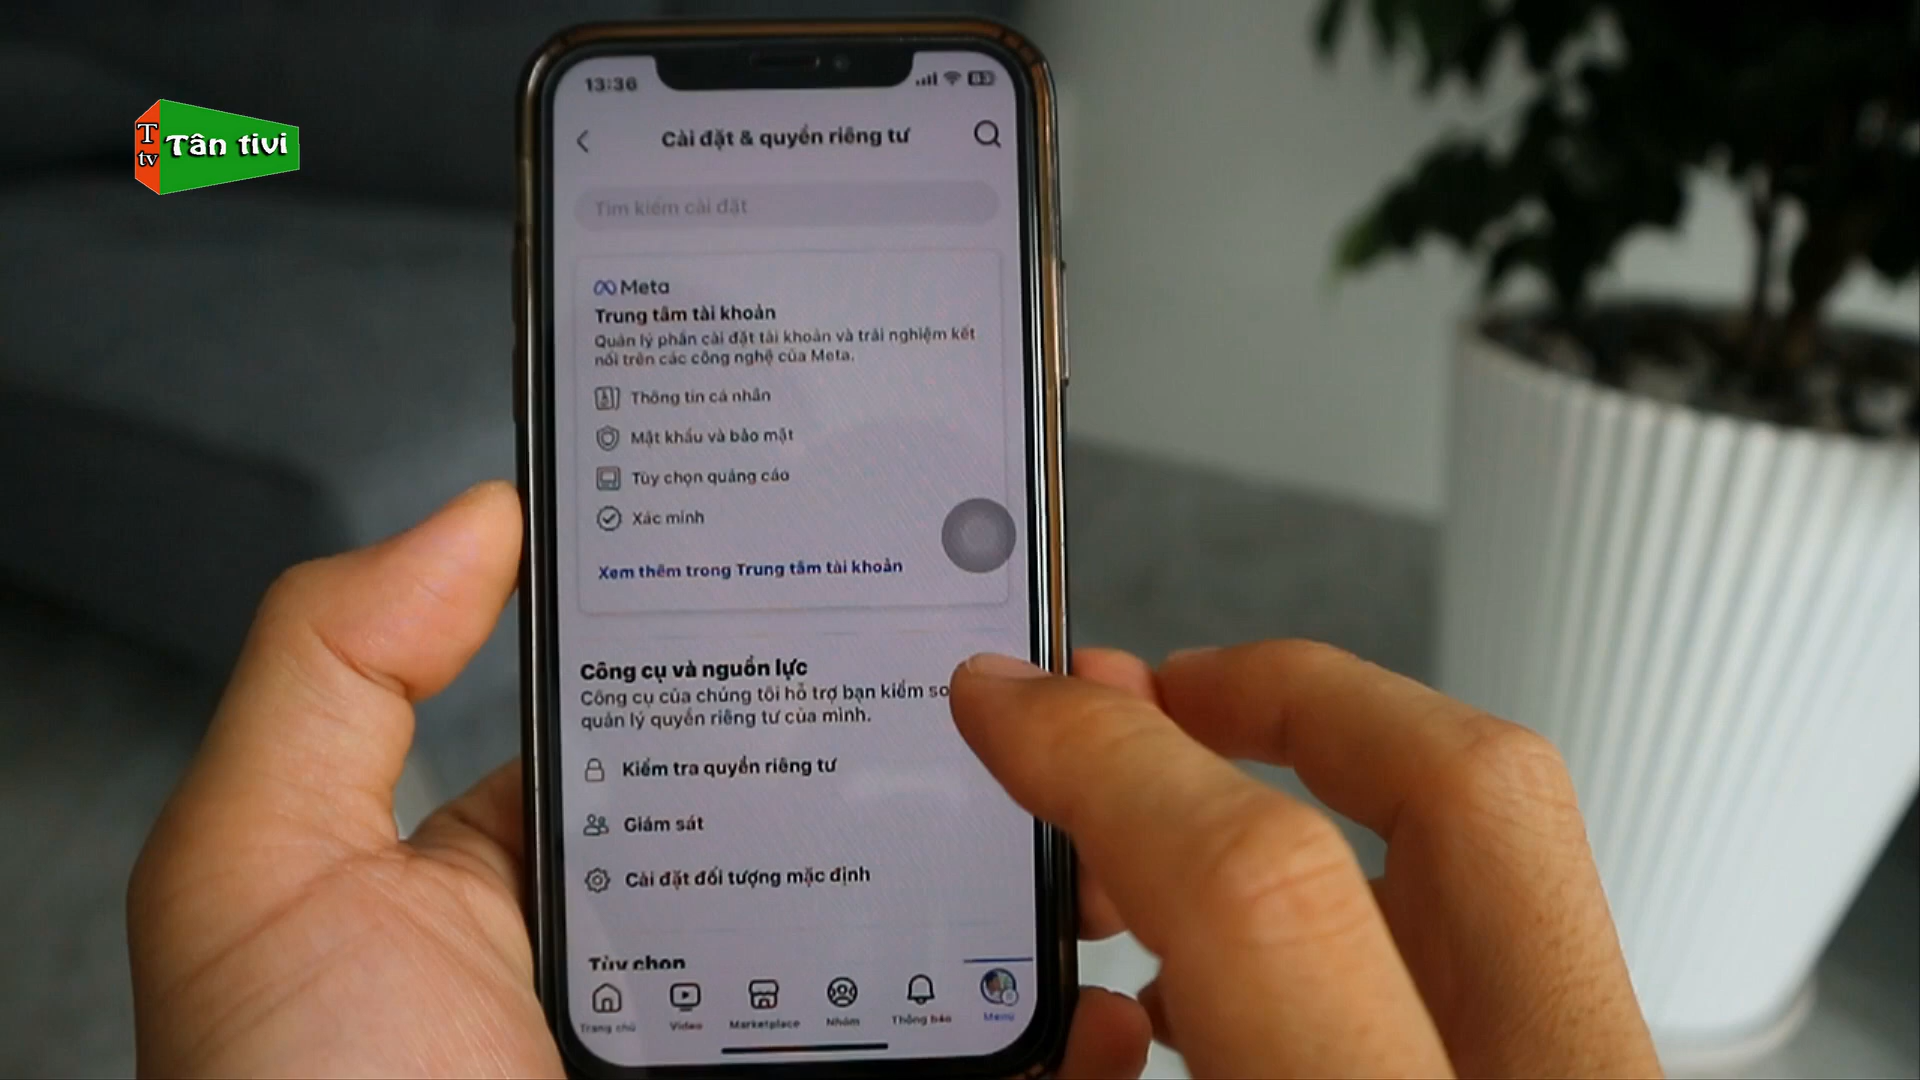 T
tv
Tân tivi
13:36
Cài đặt & quyền riêng tư
Tìm kiếm cài đặt
Meta
Trung tâm tài khoản
Quản lý phần cài đặt tài khoản và trải nghiệm kết
nối trên các công nghệ của Meta.
Thông tin cá nhân
Mật khẩu và bảo mật
Tùy chọn quảng cáo
Xác minh
Xem thêm trong Trung tâm tài khoản
Công cụ và nguồn lực
Công cụ của chúng tôi hỗ trợ bạn kiểm so
quản lý quyền riêng tư của mình.
Kiểm tra quyền riêng tư
Giám sát
Cài đặt đối tượng mặc định
Tùy chọn
Trang chủ
Video
Marketplace
Nhóm
Thông báo
Menu